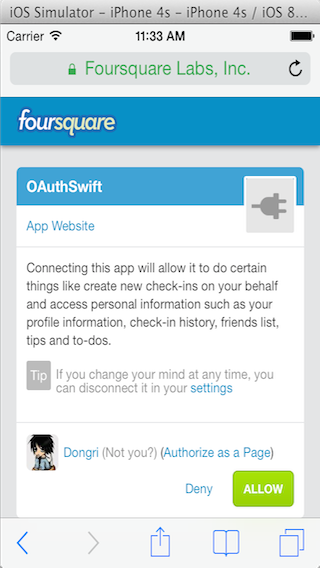 iOS Simulator – iPhone 4s – iPhone 4s / iOS 8...
Carrier 11:33 AM
Foursquare Labs, Inc.
foursquare
OAuthSwift
App Website
Connecting this app will allow it to do certain
things like create new check-ins on your behalf
and access personal information such as your
profile information, check-in history, friends list,
tips and to-dos.
Tip If you change your mind at any time, you
can disconnect it in your settings
Dongri (Not you?) (Authorize as a Page)
Deny ALLOW